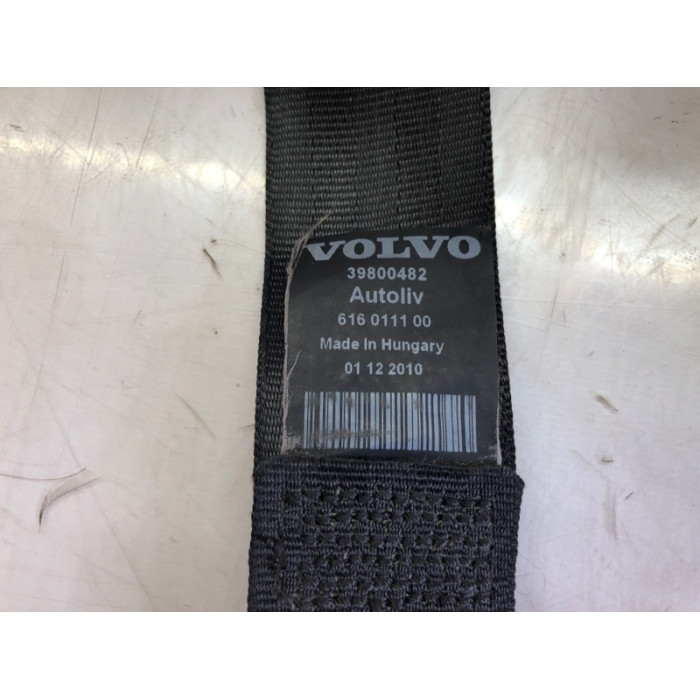 VOLVO
39800482
Autoliv
616 0111 00
Made In Hungary
01 12 2010